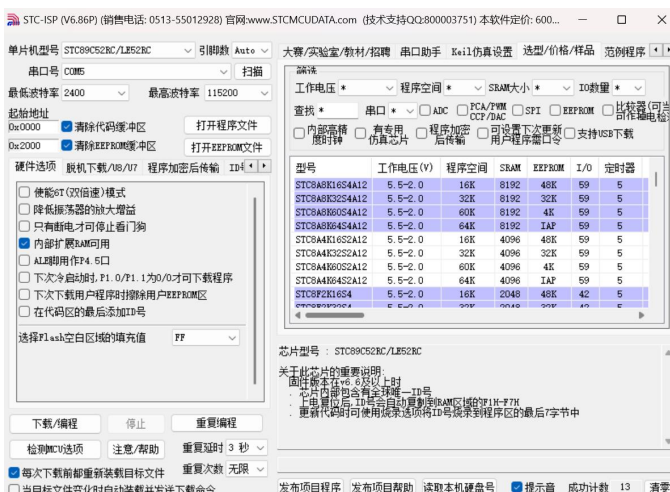 STC-ISP (V6.86P) (销售电话: 0513-55012928) 官网:www.STCMCUDATA.com (技术支持QQ:800003751) 本软件定价: 600...
单片机型号 STC89C52RC/LE52RC 引脚数 Auto
串口号 COM5 扫描
最低波特率 2400 最高波特率 115200
起始地址
0x0000 清除代码缓冲区 打开程序文件
0x2000 清除EEPROM缓冲区 打开EEPROM文件
硬件选项 脱机下载/U8/U7 程序加密后传输
使能6T(双倍速)模式
降低振荡器的放大增益
只有断电才可停止看门狗
内部扩展RAM可用
ALE脚用作P4.5口
下次冷启动时,P1.0/P1.1为0/0才可下载程序
下次下载用户程序时擦除用户EEPROM区
在代码区的最后添加ID号
选择Flash空白区域的填充值 FF
下载/编程 停止 重复编程
检测MCU选项 注意/帮助 重复延时 3 秒
每次下载前都重新装载目标文件 重复次数 无限
当目标文件变化时自动装载并发送下载命令
大赛/实验室/教材/招聘 串口助手 Keil仿真设置 选型/价格/样品 范例程序
工作电压 * 程序空间 * SRAM大小 * IO数量 *
查找 * 串口 * ADC PCA/PWM CCP/DAC SPI EEPROM
内部高精度时钟 有专用仿真芯片 程序加密后传输 可设置下次更新用户程序需口令 支持USB下载
型号 工作电压(V) 程序空间 SRAM EEPROM I/O 定时器
STC8A8K16S4A12 5.5-2.0 16K 8192 48K 59 5
STC8A8K32S4A12 5.5-2.0 32K 8192 32K 59 5
STC8A8K60S4A12 5.5-2.0 60K 8192 4K 59 5
STC8A8K64S4A12 5.5-2.0 64K 8192 IAP 59 5
STC8A4K16S2A12 5.5-2.0 16K 4096 48K 59 5
STC8A4K32S2A12 5.5-2.0 32K 4096 32K 59 5
STC8A4K60S2A12 5.5-2.0 60K 4096 4K 59 5
STC8A4K64S2A12 5.5-2.0 64K 4096 IAP 59 5
STC8F2K16S4 5.5-2.0 16K 2048 48K 42 5
芯片型号 : STC89C52RC/LE52RC
关于此芯片的重要说明:
固件版本在v6.6及以上时
. 芯片内部包含有全球唯一ID号
. 上电复位后,ID号会自动复制到RAM区域的F1H-F7H
. 更新代码时可使用烧录选项将ID号烧录到程序区的最后7字节中
发布项目程序 发布项目帮助 读取本机硬盘号 提示音 成功计数 13 清零